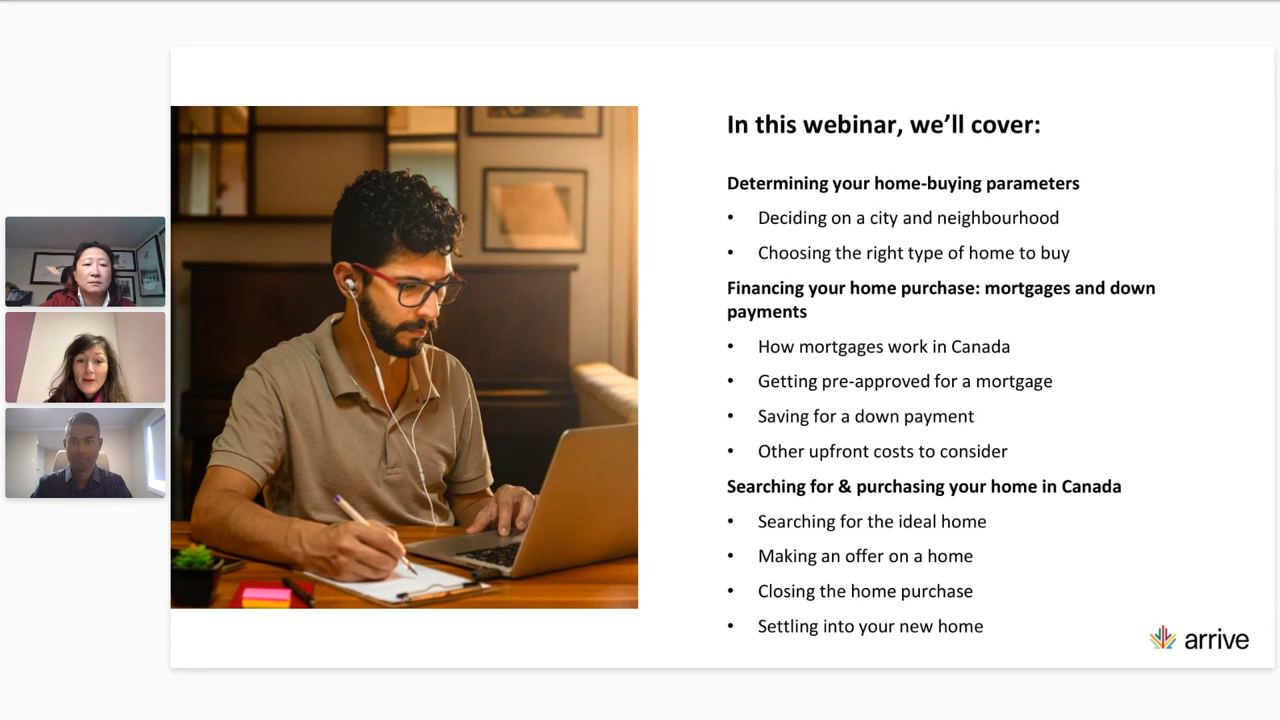 In this webinar, we’ll cover:
Determining your home-buying parameters
• Deciding on a city and neighbourhood
• Choosing the right type of home to buy
Financing your home purchase: mortgages and down
payments
• How mortgages work in Canada
• Getting pre-approved for a mortgage
• Saving for a down payment
• Other upfront costs to consider
Searching for & purchasing your home in Canada
• Searching for the ideal home
• Making an offer on a home
• Closing the home purchase
• Settling into your new home
arrive